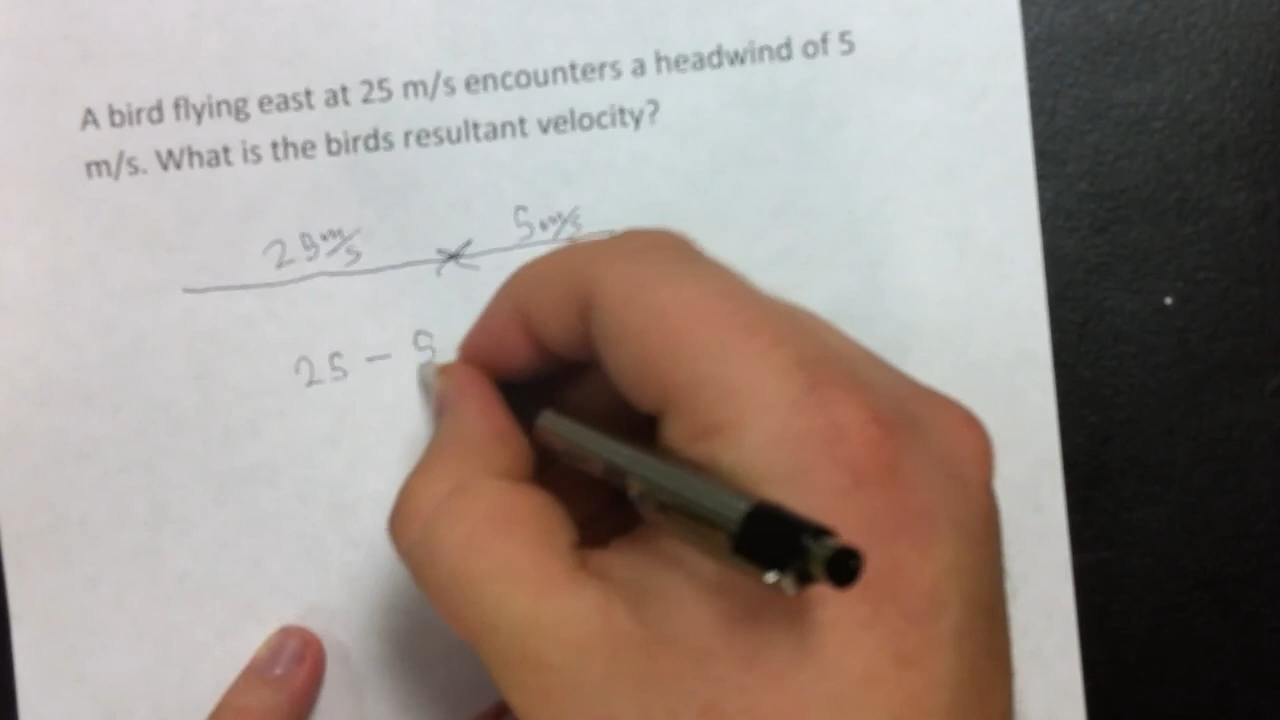 A bird flying east at 25 m/s encounters a headwind of 5
m/s. What is the birds resultant velocity?
25 m/s 5 m/s
25 - 5